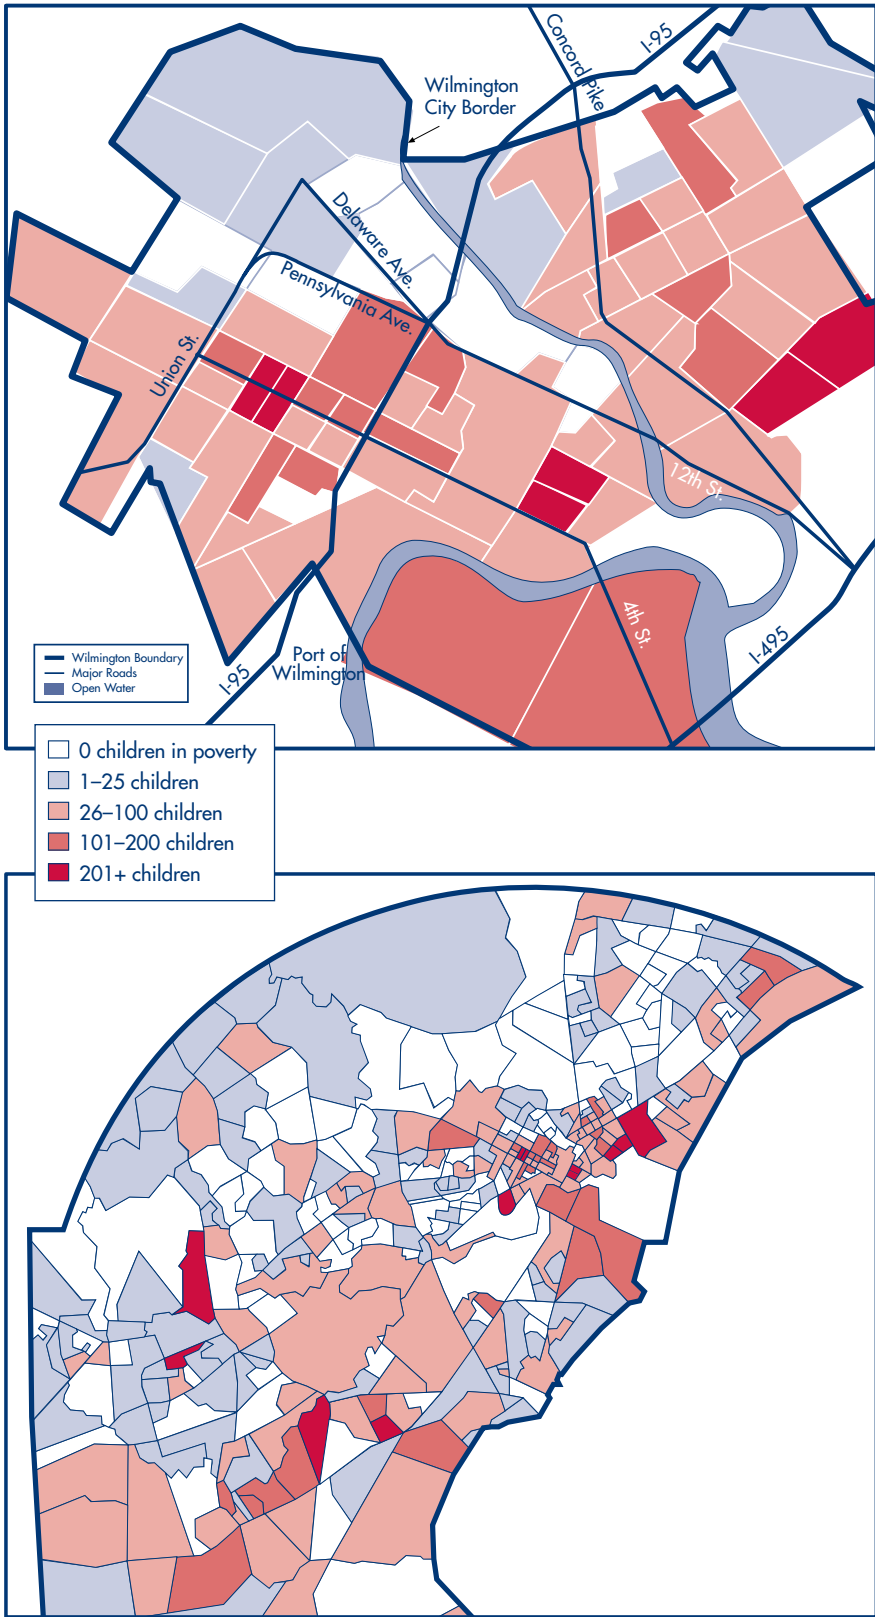 Concord Pike
I-95
Wilmington
City Border
Delaware Ave.
Pennsylvania Ave.
Union St.
12th St.
4th St.
I-495
Port of
Wilmington
I-95
Wilmington Boundary
Major Roads
Open Water
0 children in poverty
1–25 children
26–100 children
101–200 children
201+ children